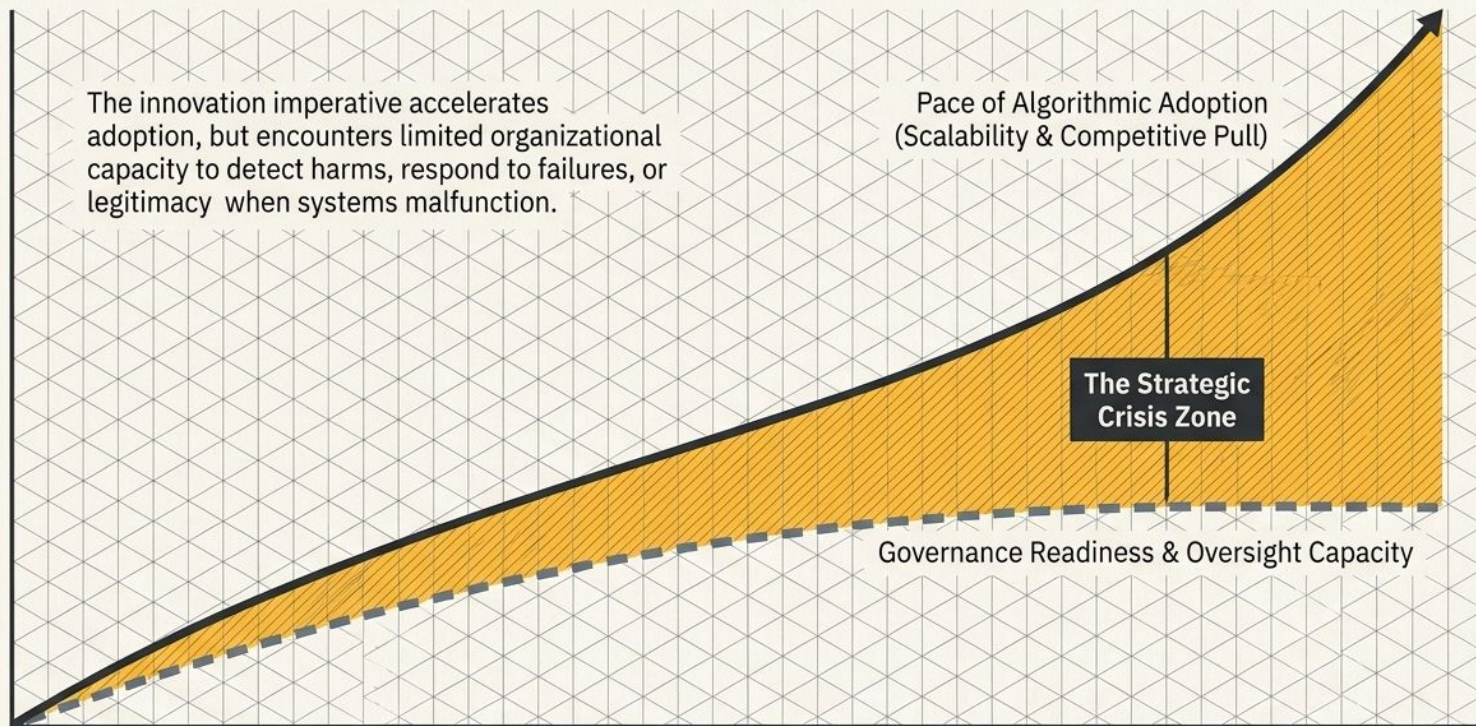 The innovation imperative accelerates
adoption, but encounters limited organizational
capacity to detect harms, respond to failures, or
legitimacy  when systems malfunction.
Pace of Algorithmic Adoption
(Scalability & Competitive Pull)
The Strategic
Crisis Zone
Governance Readiness & Oversight Capacity